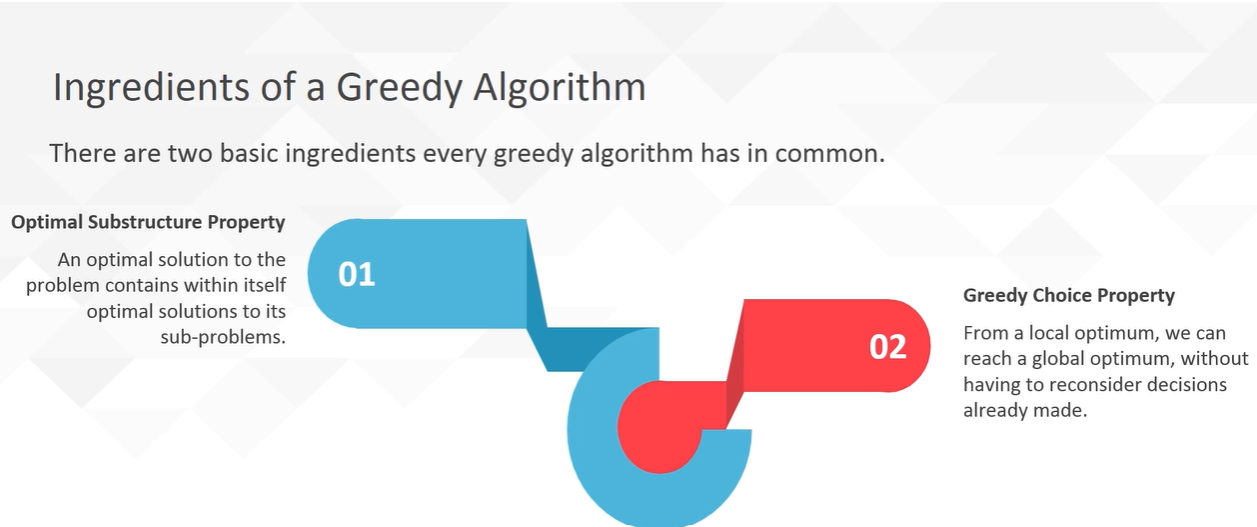 Ingredients of a Greedy Algorithm
There are two basic ingredients every greedy algorithm has in common.
Optimal Substructure Property
An optimal solution to the
problem contains within itself
optimal solutions to its
sub-problems.
01
02
Greedy Choice Property
From a local optimum, we can
reach a global optimum, without
having to reconsider decisions
already made.